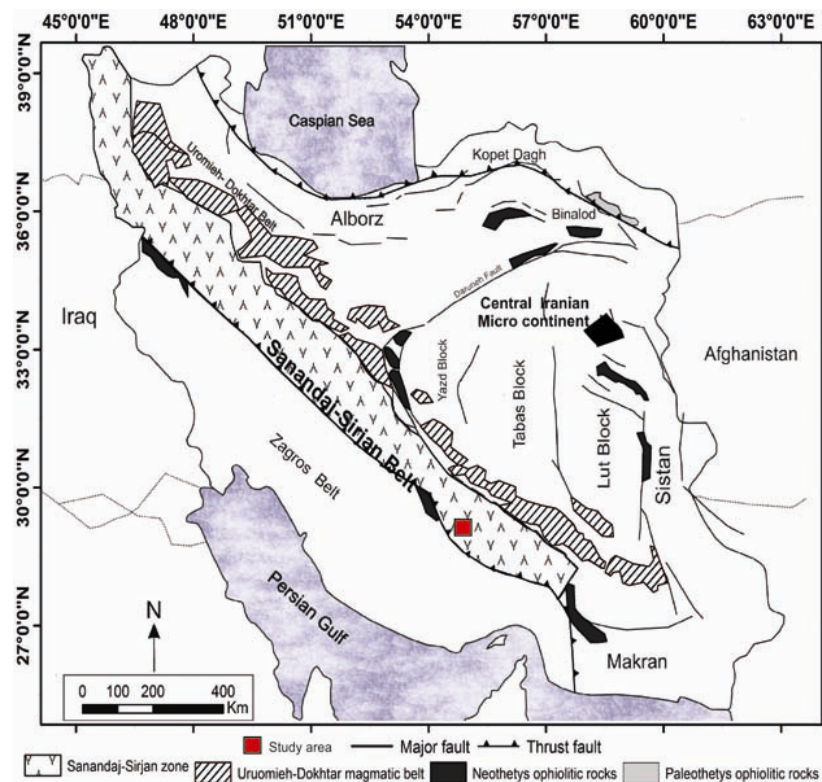 45°0'0"E 48°0'0"E 51°0'0"E 54°0'0"E 57°0'0"E 60°0'0"E 63°0'0"E
39°0'0"N
36°0'0"N
33°0'0"N
30°0'0"N
27°0'0"N
Caspian Sea
Kopet Dagh
Uromieh- Dokhtar Belt
Alborz
Binalod
Daruneh Fault
Central Iranian
Micro continent
Iraq
Afghanistan
Sanandaj-Sirjan Belt
Yazd Block
Tabas Block
Lut Block
Sistan
Zagros Belt
Persian Gulf
Makran
N
0 100 200 400
Km
Study area Major fault Thrust fault
Sanandaj-Sirjan zone Uruomieh-Dokhtar magmatic belt Neothetys ophiolitic rocks Paleothetys ophiolitic rocks